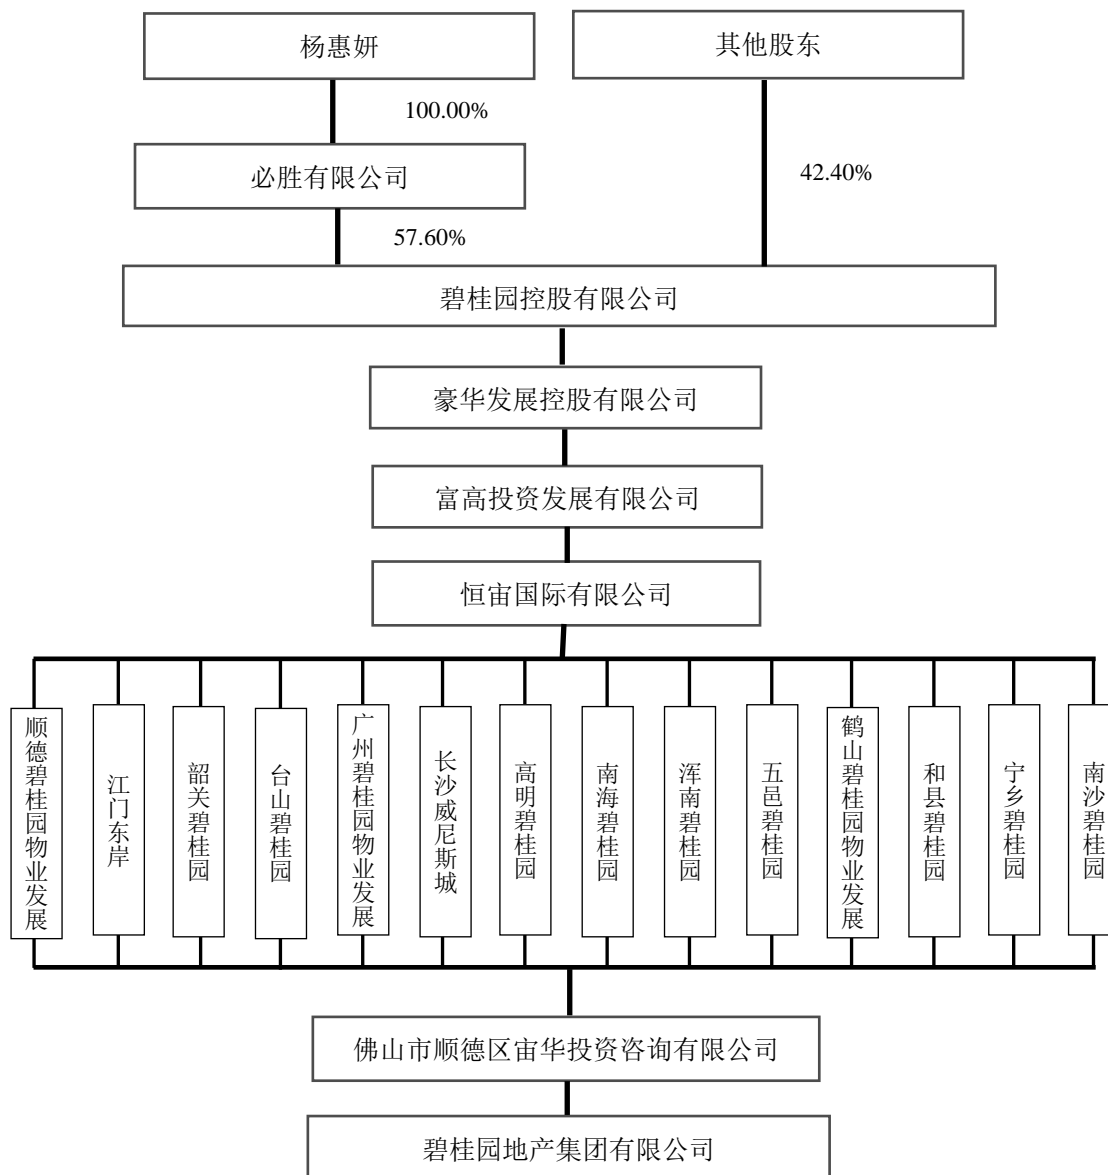 杨惠妍
其他股东
100.00%
必胜有限公司
42.40%
57.60%
碧桂园控股有限公司
豪华发展控股有限公司
富高投资发展有限公司
恒宙国际有限公司
顺德碧桂园物业发展
江门东岸
韶关碧桂园
台山碧桂园
广州碧桂园物业发展
长沙威尼斯城
高明碧桂园
南海碧桂园
浑南碧桂园
五邑碧桂园
鹤山碧桂园物业发展
和县碧桂园
宁乡碧桂园
南沙碧桂园
佛山市顺德区宙华投资咨询有限公司
碧桂园地产集团有限公司